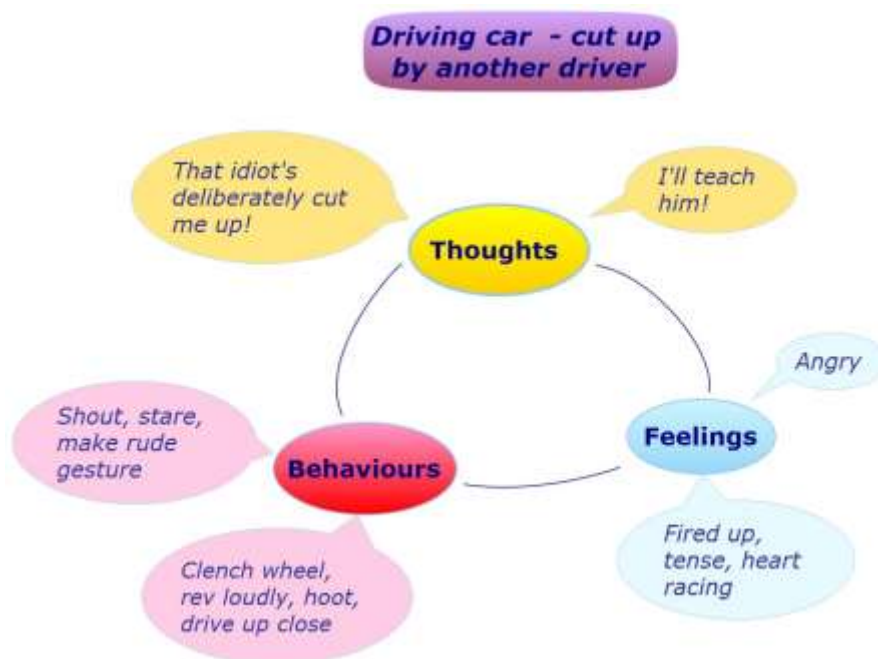 Driving car - cut up
by another driver
That idiot's
deliberately cut
me up!
I'll teach
him!
Thoughts
Angry
Shout, stare,
make rude
gesture
Feelings
Behaviours
Fired up,
tense, heart
racing
Clench wheel,
rev loudly, hoot,
drive up close